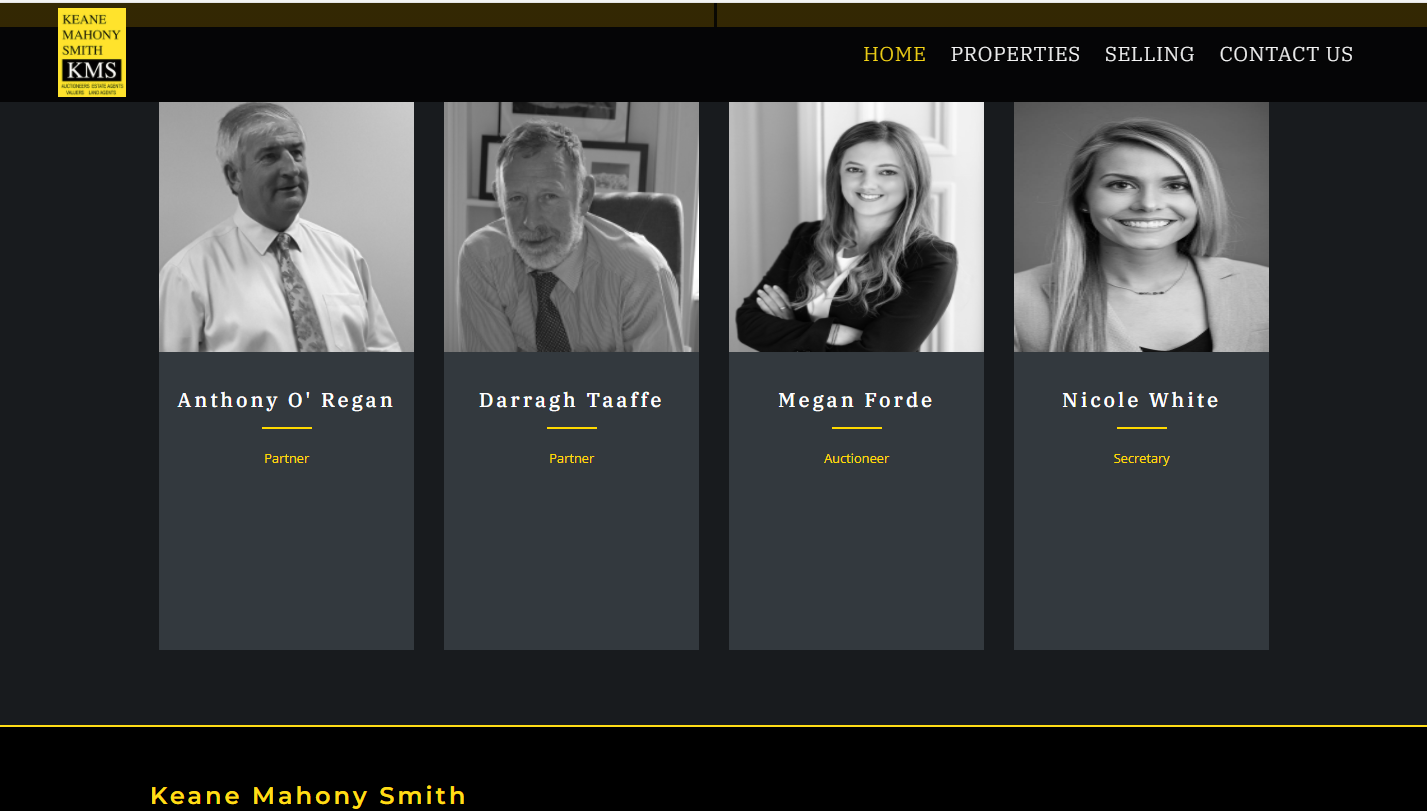 KEANE
MAHONY
SMITH
KMS
AUCTIONEERS ESTATE AGENTS
VALUERS LAND AGENTS
HOME PROPERTIES SELLING CONTACT US
Anthony O' Regan
Partner
Darragh Taaffe
Partner
Megan Forde
Auctioneer
Nicole White
Secretary
Keane Mahony Smith